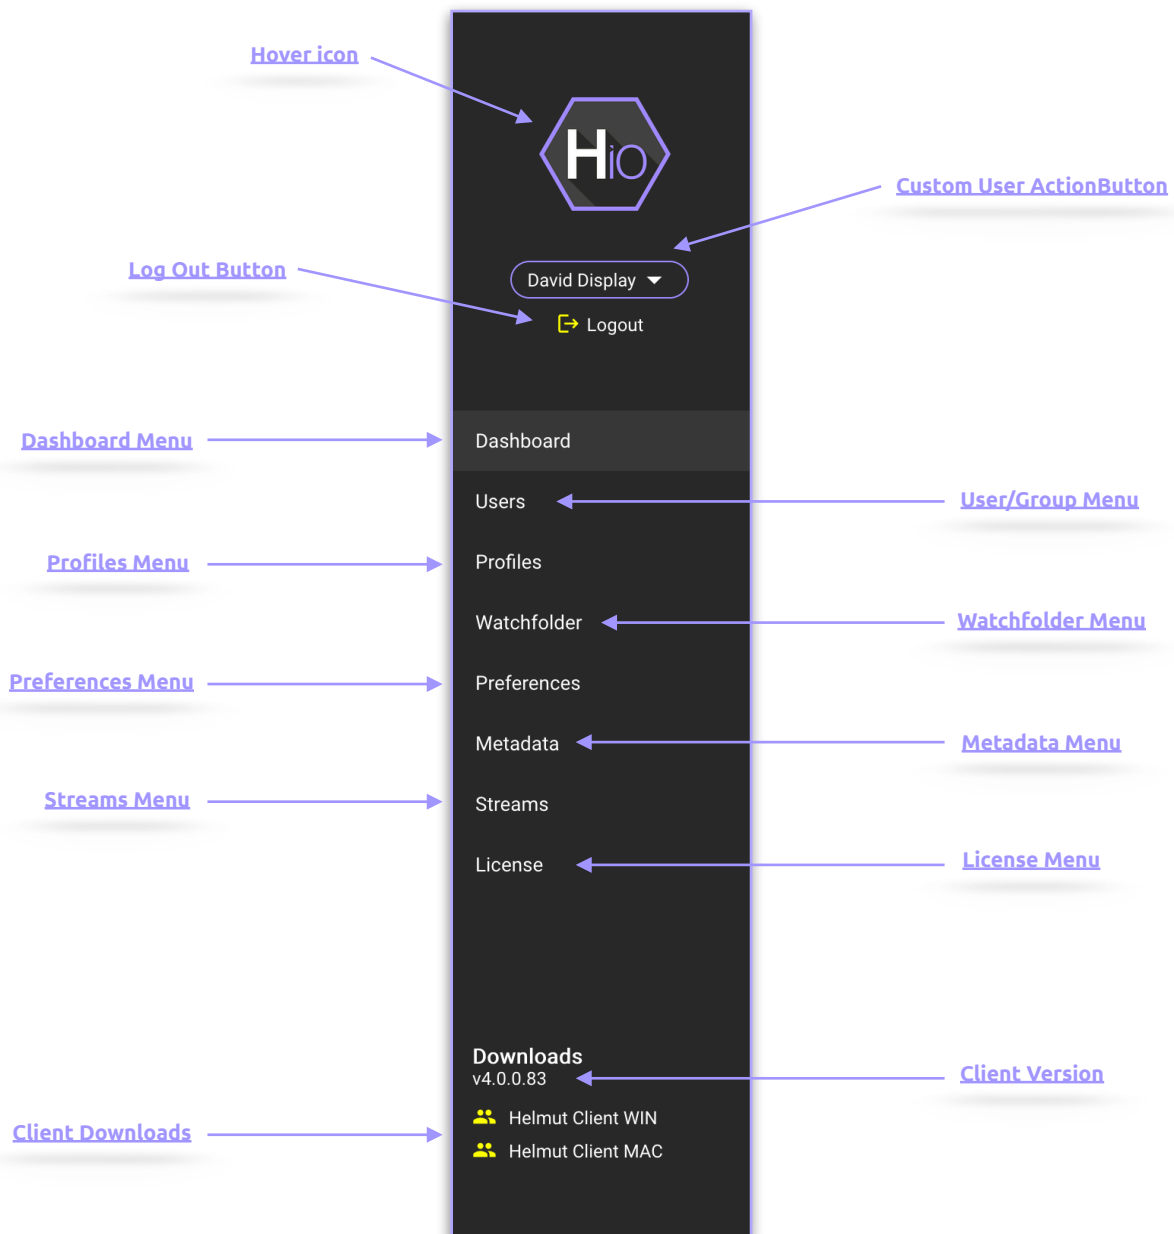 Hover icon
Hio
Custom User ActionButton
Log Out Button
David Display
Logout
Dashboard Menu
Dashboard
Users
User/Group Menu
Profiles Menu
Profiles
Watchfolder
Watchfolder Menu
Preferences Menu
Preferences
Metadata
Metadata Menu
Streams Menu
Streams
License
License Menu
Downloads
v4.0.0.83
Client Version
Client Downloads
Helmut Client WIN
Helmut Client MAC